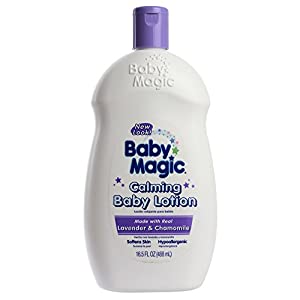 Baby
Magic
New
Look!
Baby
Magic
Calming
Baby Lotion
Made with Real
Lavender & Chamomile
Softens Skin Hypoallergenic
16.5 FL OZ (488 mL)